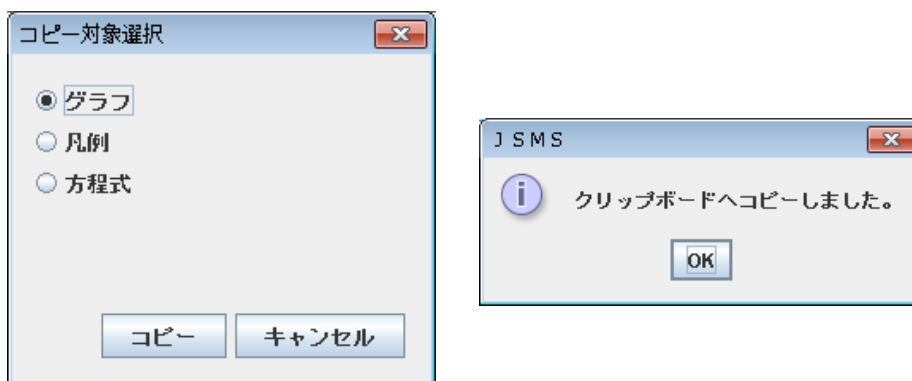 コピー対象選択
グラフ
凡例
方程式
コピー キャンセル
ＪＳＭＳ
クリップボードへコピーしました。
OK